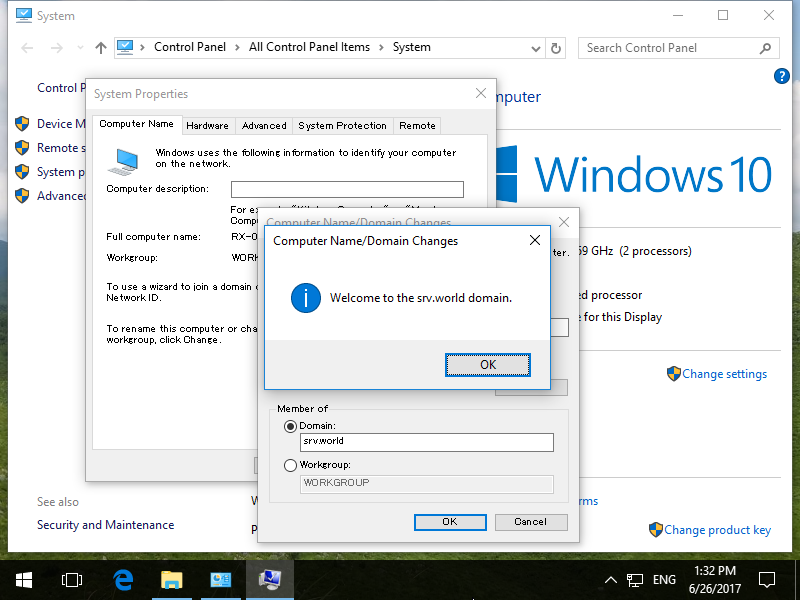 System
Control Panel > All Control Panel Items > System
Search Control Panel
Control P
Device M
Remote s
System p
Advanced
mputer
Windows 10
59 GHz (2 processors)
ed processor
e for this Display
Change settings
rms
Change product key
See also
Security and Maintenance
System Properties
Computer Name
Hardware
Advanced
System Protection
Remote
Windows uses the following information to identify your computer
on the network.
Computer description:
Full computer name: RX-0
Workgroup: WORK
To use a wizard to join a domain
Network ID.
To rename this computer or cha
workgroup, click Change.
Computer Name/Domain Changes
ter.
Computer Name/Domain Changes
Welcome to the srv.world domain.
OK
Member of
Domain:
srv.world
Workgroup:
WORKGROUP
OK
Cancel
ENG
1:32 PM
6/26/2017